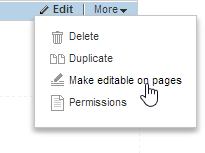 Edit | More
Delete
Duplicate
Make editable on pages
Permissions